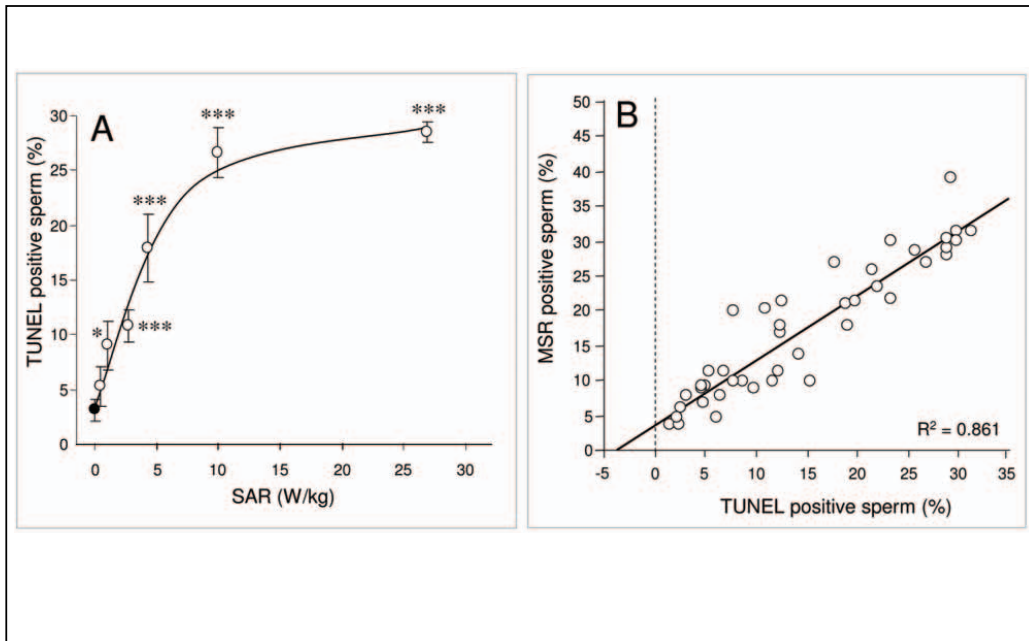 A
TUNEL positive sperm (%)
30
25
20
15
10
5
0
***
***
***
*
***
0 5 10 15 20 25 30
SAR (W/kg)
B
MSR positive sperm (%)
50
45
40
35
30
25
20
15
10
5
0
R² = 0.861
-5 0 5 10 15 20 25 30 35
TUNEL positive sperm (%)